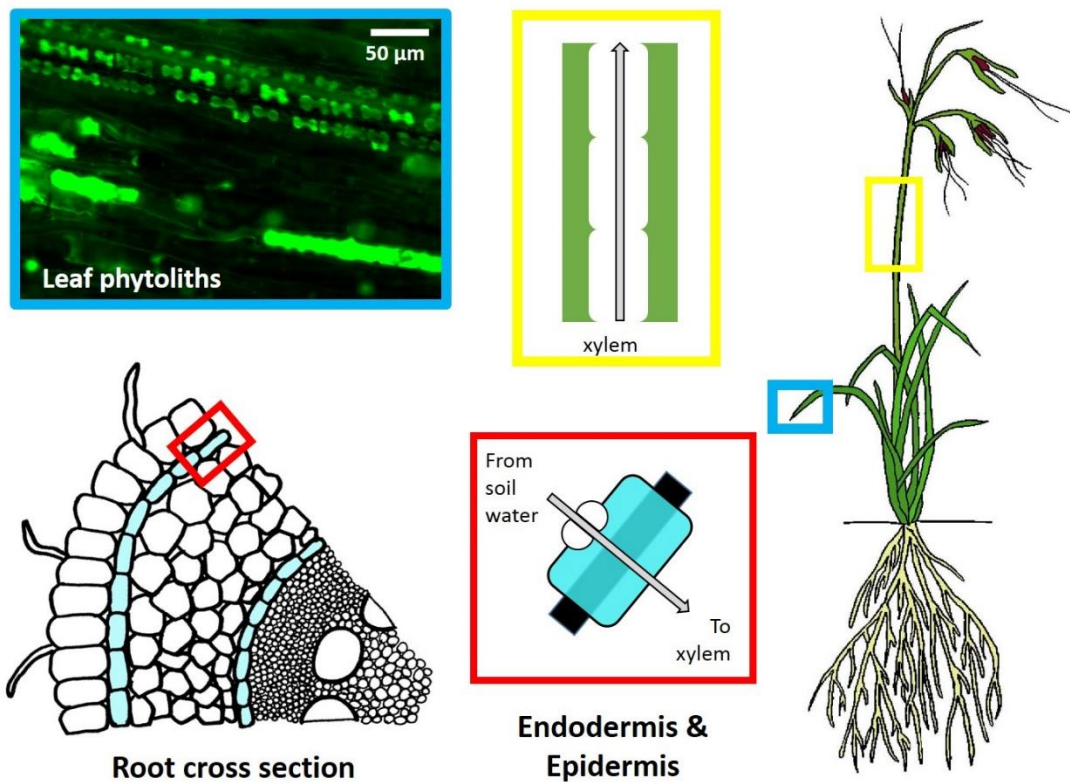 50 µm
Leaf phytoliths
xylem
From
soil
water
To
xylem
Root cross section
Endodermis &
Epidermis